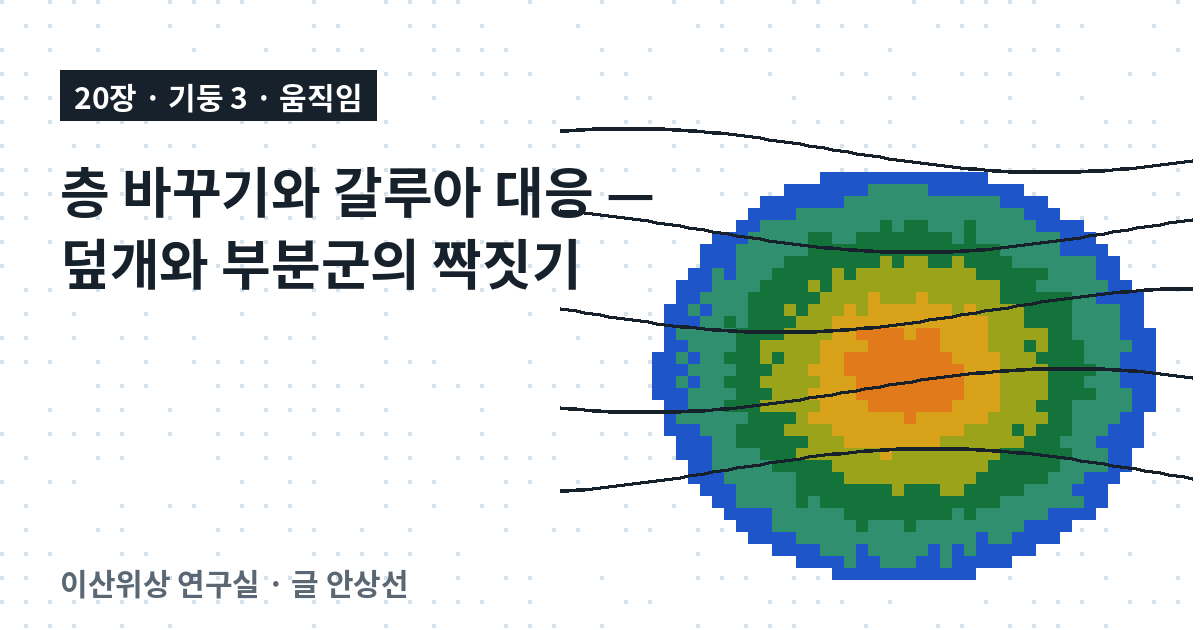 20장 · 기둥 3 · 움직임
층 바꾸기와 갈루아 대응 —
덮개와 부분군의 짝짓기
이산위상 연구실 · 글 안상선